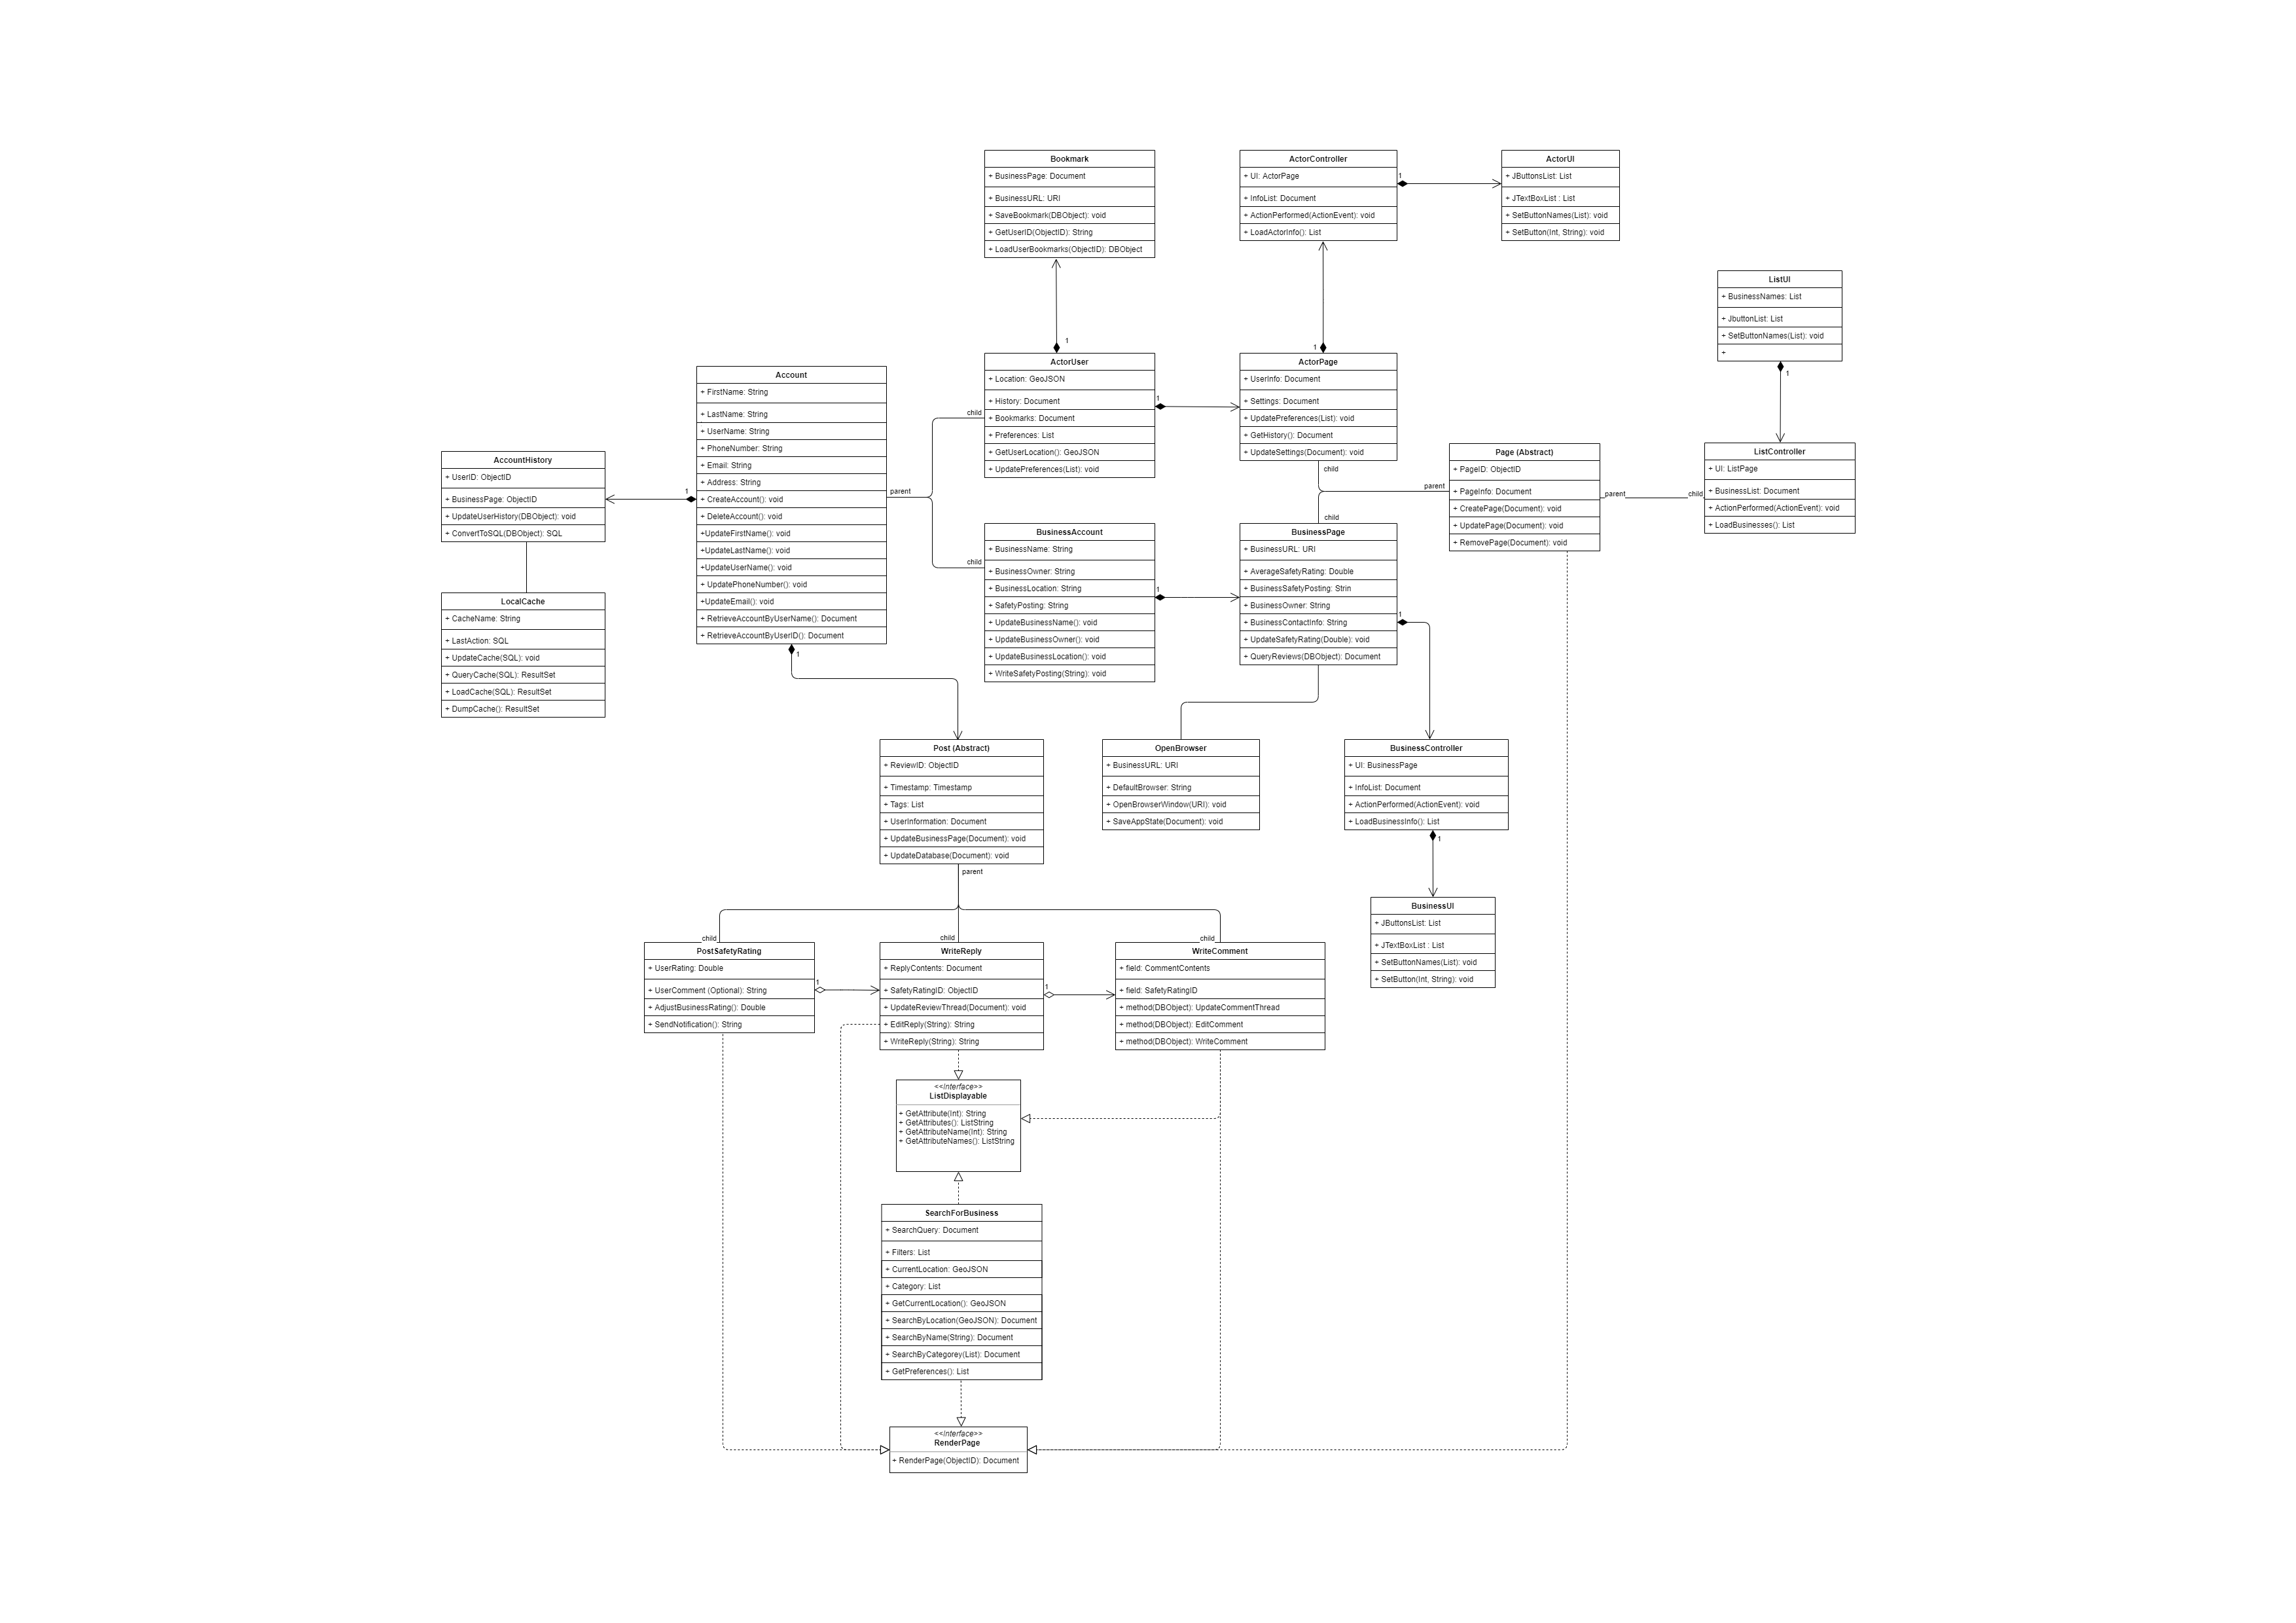 Bookmark
+ BusinessPage: Document
+ BusinessURL: URI
+ SaveBookmark(DBObject): void
+ GetUserID(ObjectID): String
+ LoadUserBookmarks(ObjectID): DBObject
1
ActorController
+ UI: ActorPage
+ InfoList: Document
+ ActionPerformed(ActionEvent): void
+ LoadActorInfo(): List
1
ActorUI
+ JButtonsList: List
+ JTextBoxList : List
+ SetButtonNames(List): void
+ SetButton(Int, String): void
ListUI
+ BusinessNames: List
+ JbuttonList: List
+ SetButtonNames(List): void
+
1
ActorUser
+ Location: GeoJSON
+ History: Document
+ Bookmarks: Document
+ Preferences: List
+ GetUserLocation(): GeoJSON
+ UpdatePreferences(List): void
child
1
1
ActorPage
+ UserInfo: Document
+ Settings: Document
+ UpdatePreferences(List): void
+ GetHistory(): Document
+ UpdateSettings(Document): void
child
Account
+ FirstName: String
+ LastName: String
+ UserName: String
+ PhoneNumber: String
+ Email: String
+ Address: String
+ CreateAccount(): void
+ DeleteAccount(): void
+UpdateFirstName(): void
+UpdateLastName(): void
+UpdateUserName(): void
+ UpdatePhoneNumber(): void
+UpdateEmail(): void
+ RetrieveAccountByUserName(): Document
+ RetrieveAccountByUserID(): Document
1
parent
1
AccountHistory
+ UserID: ObjectID
+ BusinessPage: ObjectID
+ UpdateUserHistory(DBObject): void
+ ConvertToSQL(DBObject): SQL
LocalCache
+ CacheName: String
+ LastAction: SQL
+ UpdateCache(SQL): void
+ QueryCache(SQL): ResultSet
+ LoadCache(SQL): ResultSet
+ DumpCache(): ResultSet
Page (Abstract)
+ PageID: ObjectID
+ PageInfo: Document
+ CreatePage(Document): void
+ UpdatePage(Document): void
+ RemovePage(Document): void
parent
parent
child
ListController
+ UI: ListPage
+ BusinessList: Document
+ ActionPerformed(ActionEvent): void
+ LoadBusinesses(): List
child
BusinessAccount
+ BusinessName: String
+ BusinessOwner: String
+ BusinessLocation: String
+ SafetyPosting: String
+ UpdateBusinessName(): void
+ UpdateBusinessOwner(): void
+ UpdateBusinessLocation(): void
+ WriteSafetyPosting(String): void
1
child
BusinessPage
+ BusinessURL: URI
+ AverageSafetyRating: Double
+ BusinessSafetyPosting: Strin
+ BusinessOwner: String
+ BusinessContactInfo: String
+ UpdateSafetyRating(Double): void
+ QueryReviews(DBObject): Document
1
Post (Abstract)
+ ReviewID: ObjectID
+ Timestamp: Timestamp
+ Tags: List
+ UserInformation: Document
+ UpdateBusinessPage(Document): void
+ UpdateDatabase(Document): void
parent
OpenBrowser
+ BusinessURL: URI
+ DefaultBrowser: String
+ OpenBrowserWindow(URI): void
+ SaveAppState(Document): void
BusinessController
+ UI: BusinessPage
+ InfoList: Document
+ ActionPerformed(ActionEvent): void
+ LoadBusinessInfo(): List
1
BusinessUI
+ JButtonsList: List
+ JTextBoxList : List
+ SetButtonNames(List): void
+ SetButton(Int, String): void
child
PostSafetyRating
+ UserRating: Double
+ UserComment (Optional): String
+ AdjustBusinessRating(): Double
+ SendNotification(): String
1
child
WriteReply
+ ReplyContents: Document
+ SafetyRatingID: ObjectID
+ UpdateReviewThread(Document): void
+ EditReply(String): String
+ WriteReply(String): String
1
child
WriteComment
+ field: CommentContents
+ field: SafetyRatingID
+ method(DBObject): UpdateCommentThread
+ method(DBObject): EditComment
+ method(DBObject): WriteComment
<<Interface>>
ListDisplayable
+ GetAttribute(Int): String
+ GetAttributes(): ListString
+ GetAttributeName(Int): String
+ GetAttributeNames(): ListString
SearchForBusiness
+ SearchQuery: Document
+ Filters: List
+ CurrentLocation: GeoJSON
+ Category: List
+ GetCurrentLocation(): GeoJSON
+ SearchByLocation(GeoJSON): Document
+ SearchByName(String): Document
+ SearchByCategorey(List): Document
+ GetPreferences(): List
<<Interface>>
RenderPage
+ RenderPage(ObjectID): Document